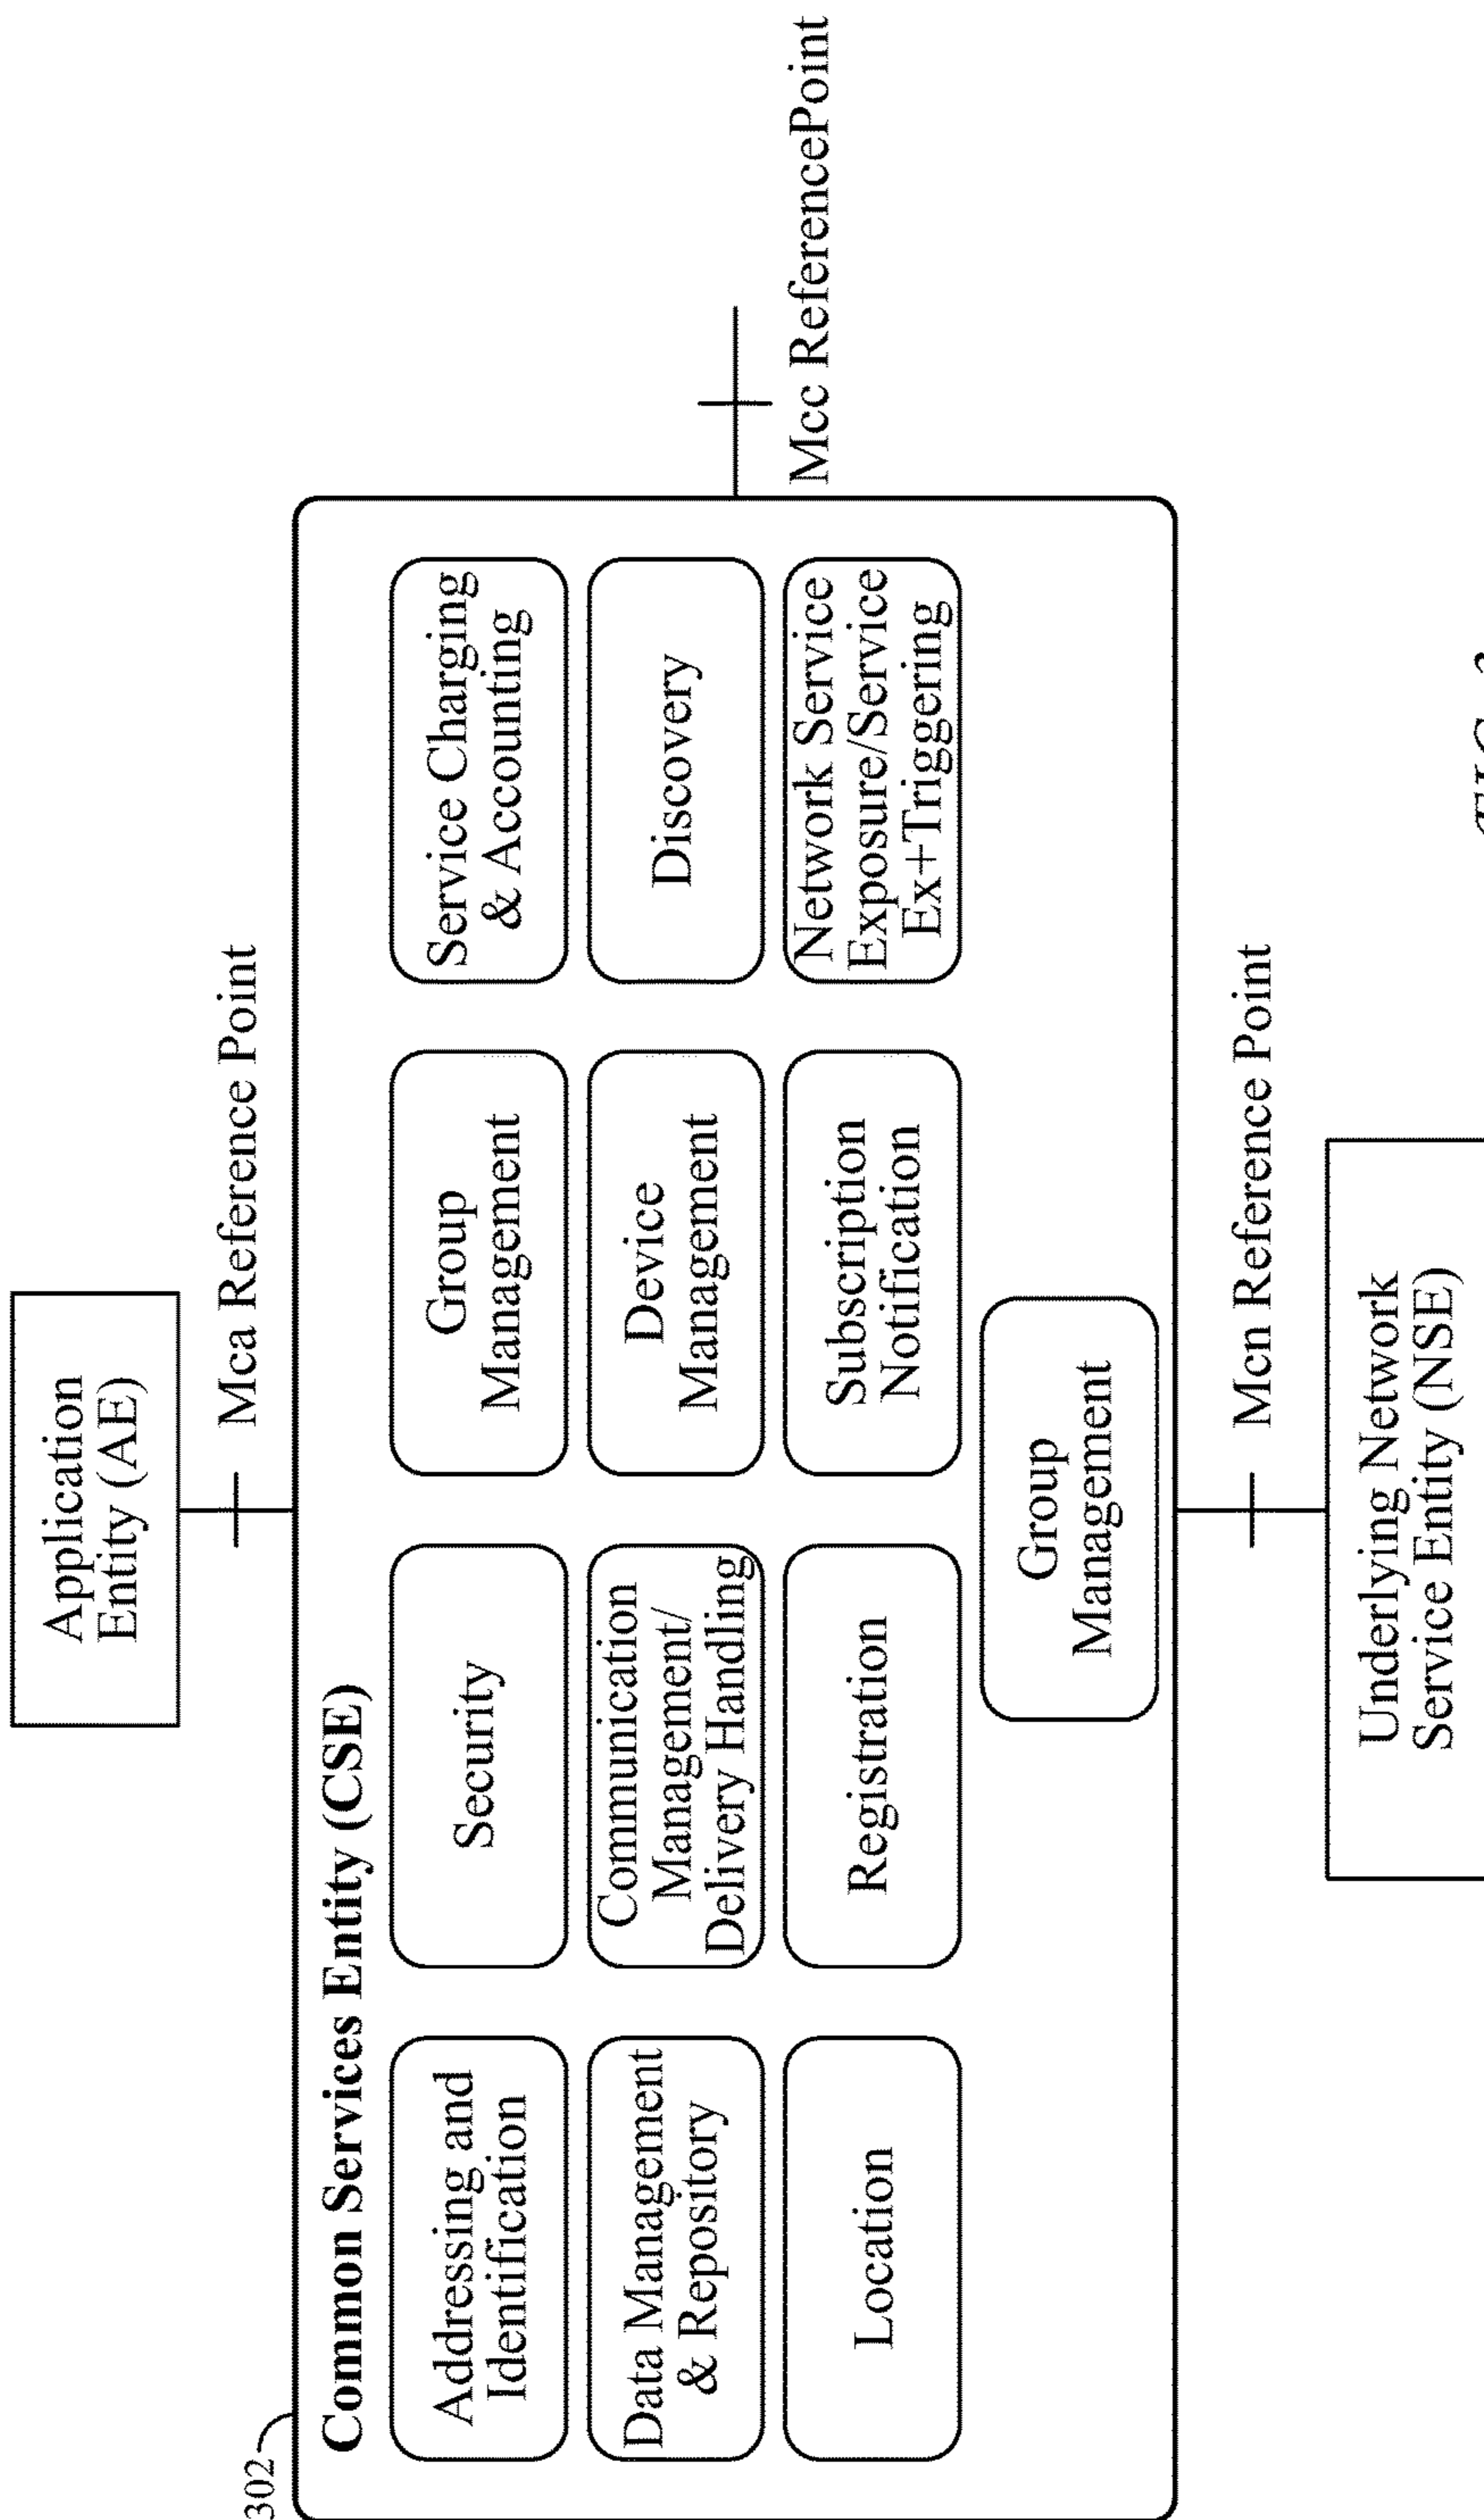 Application
Entity (AE)
Mca Reference Point
302
Common Services Entity (CSE)
Addressing and
Identification
Security
Group
Management
Service Charging
& Accounting
Data Management
& Repository
Communication
Management/
Delivery Handling
Device
Management
Discovery
Location
Registration
Subscription
Notification
Network Service
Exposure/Service
Ex+Triggering
Group
Management
Mcc ReferencePoint
Mcn Reference Point
Underlying Network
Service Entity (NSE)